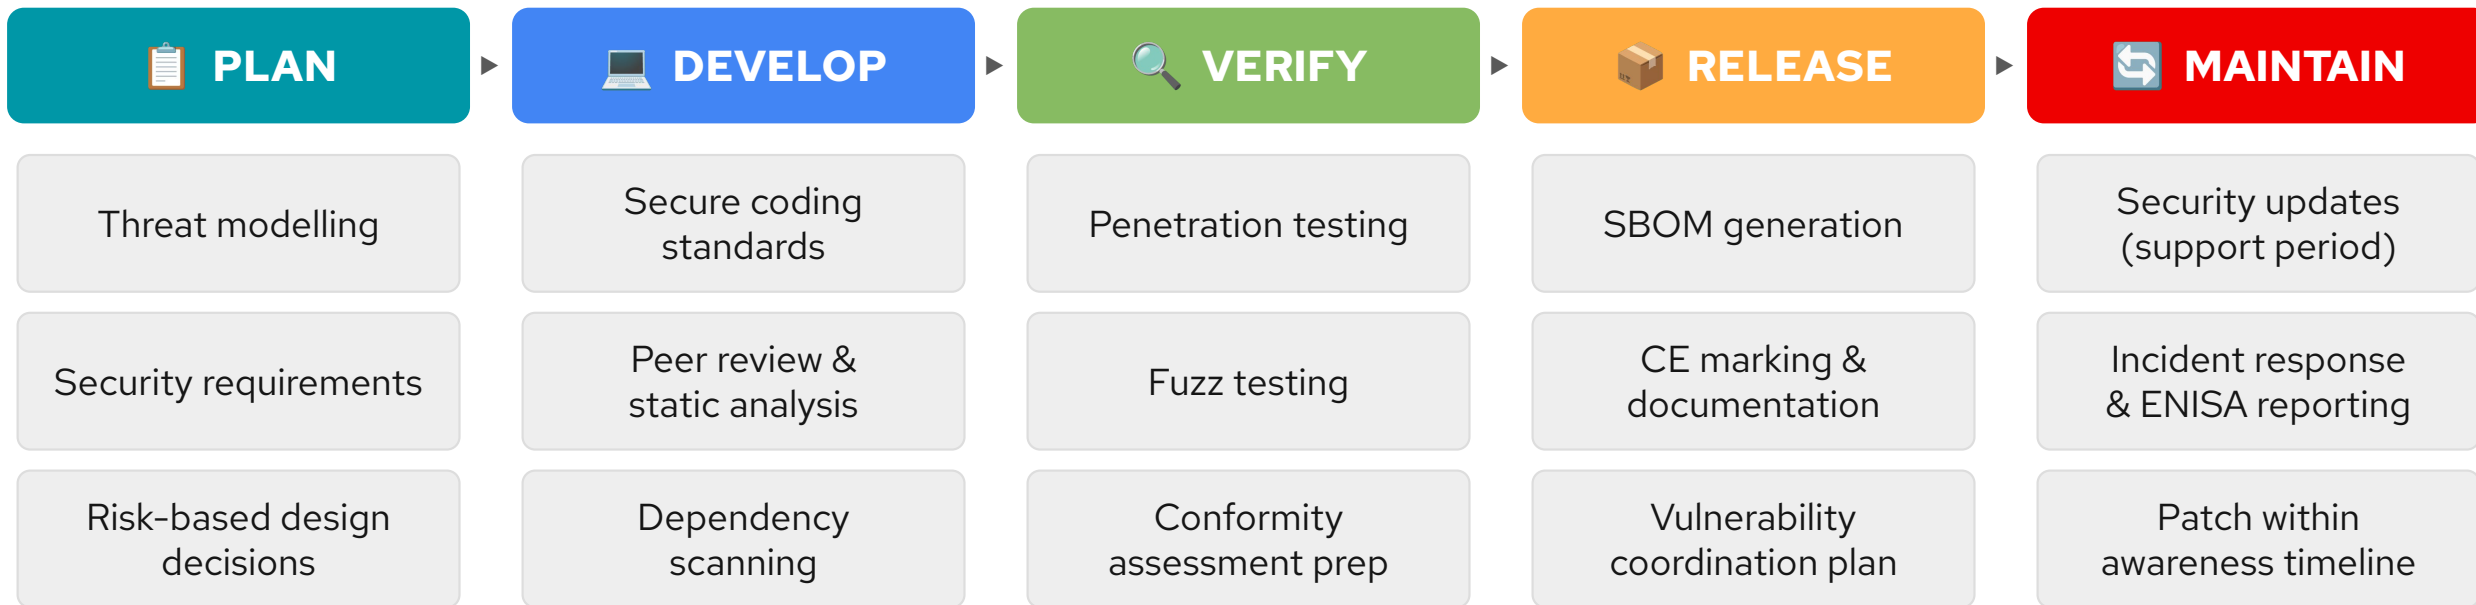 PLAN
DEVELOP
VERIFY
RELEASE
MAINTAIN
Threat modelling
Secure coding
standards
Penetration testing
SBOM generation
Security updates
(support period)
Security requirements
Peer review &
static analysis
Fuzz testing
CE marking &
documentation
Incident response
& ENISA reporting
Risk-based design
decisions
Dependency
scanning
Conformity
assessment prep
Vulnerability
coordination plan
Patch within
awareness timeline